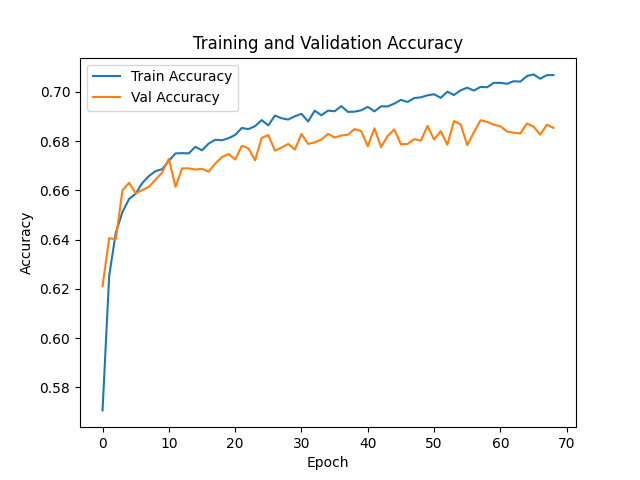 Training and Validation Accuracy
Train Accuracy
Val Accuracy
0.70
0.68
0.66
0.64
0.62
0.60
0.58
Accuracy
0 10 20 30 40 50 60 70
Epoch